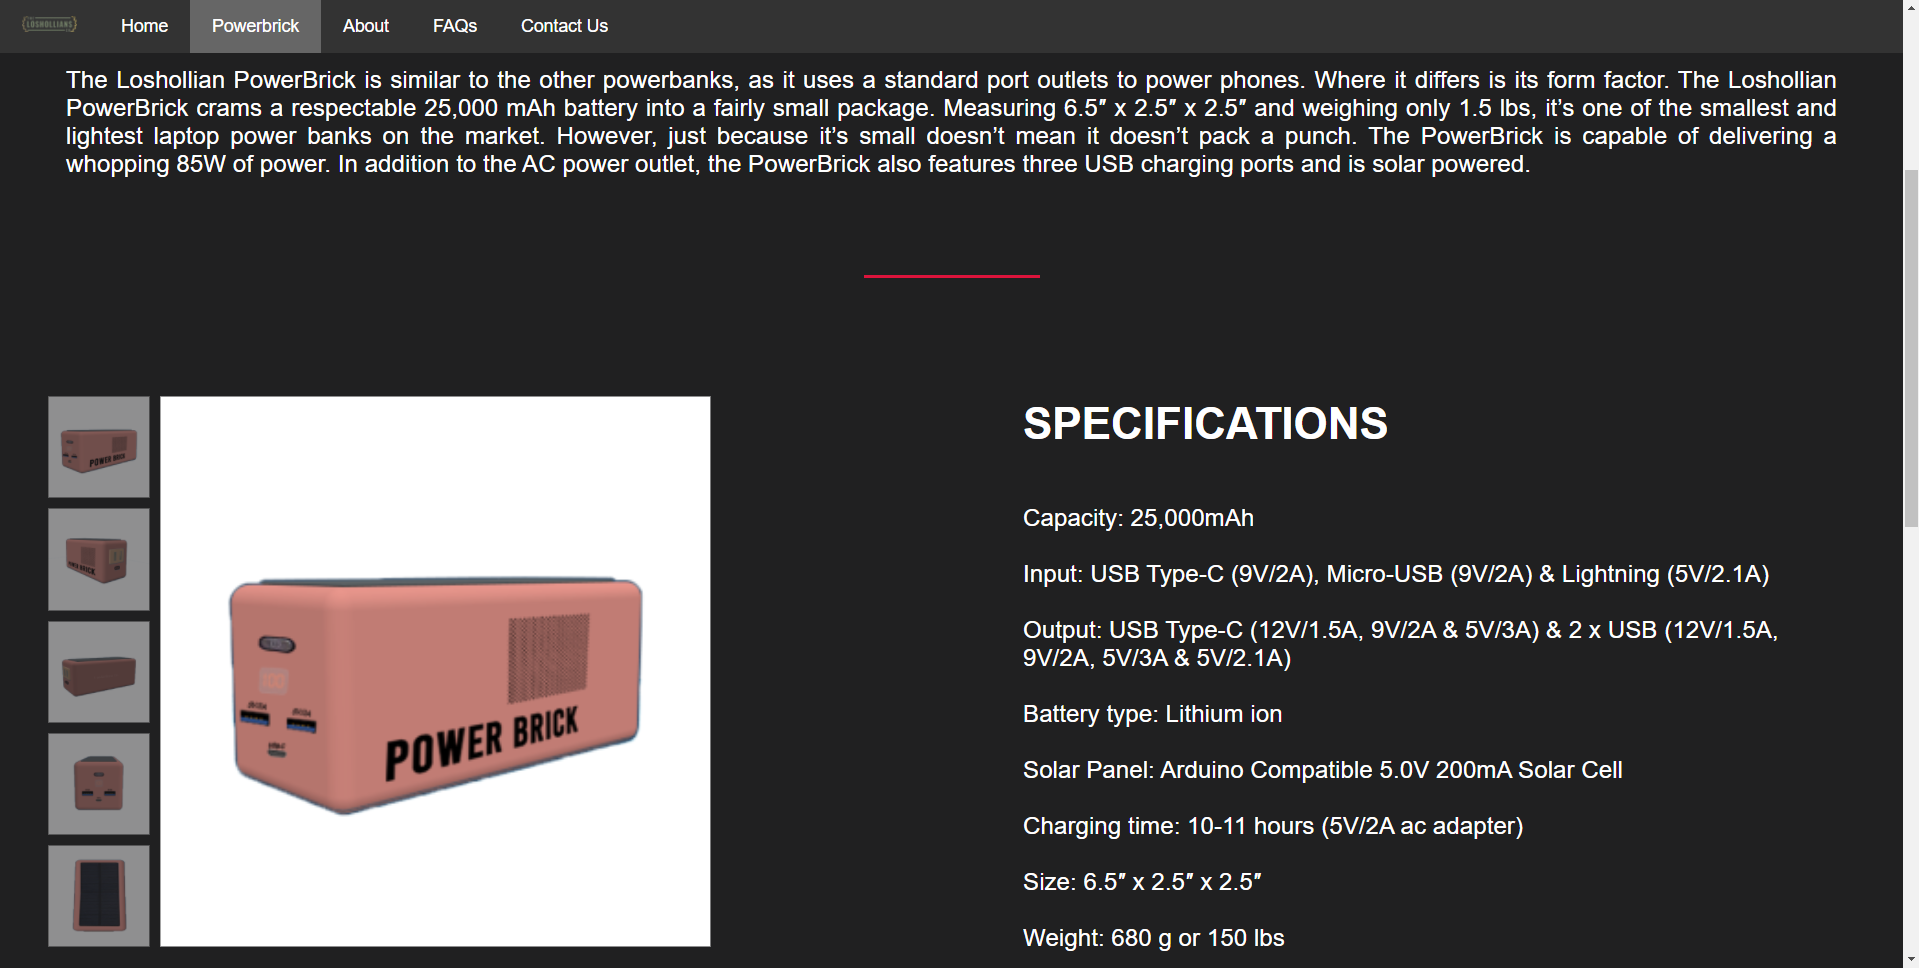 LOSHOLLIANS
Home Powerbrick About FAQs Contact Us
The Loshollian PowerBrick is similar to the other powerbanks, as it uses a standard port outlets to power phones. Where it differs is its form factor. The Loshollian
PowerBrick crams a respectable 25,000 mAh battery into a fairly small package. Measuring 6.5″ x 2.5″ x 2.5″ and weighing only 1.5 lbs, it’s one of the smallest and
lightest laptop power banks on the market. However, just because it’s small doesn’t mean it doesn’t pack a punch. The PowerBrick is capable of delivering a
whopping 85W of power. In addition to the AC power outlet, the PowerBrick also features three USB charging ports and is solar powered.
POWER BRICK
POWER BRICK
POWER BRICK
SPECIFICATIONS
Capacity: 25,000mAh
Input: USB Type-C (9V/2A), Micro-USB (9V/2A) & Lightning (5V/2.1A)
Output: USB Type-C (12V/1.5A, 9V/2A & 5V/3A) & 2 x USB (12V/1.5A,
9V/2A, 5V/3A & 5V/2.1A)
Battery type: Lithium ion
Solar Panel: Arduino Compatible 5.0V 200mA Solar Cell
Charging time: 10-11 hours (5V/2A ac adapter)
Size: 6.5″ x 2.5″ x 2.5″
Weight: 680 g or 150 lbs